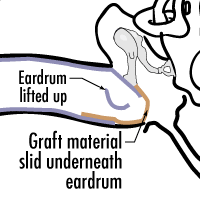 Eardrum
lifted up
Graft material
slid underneath
eardrum